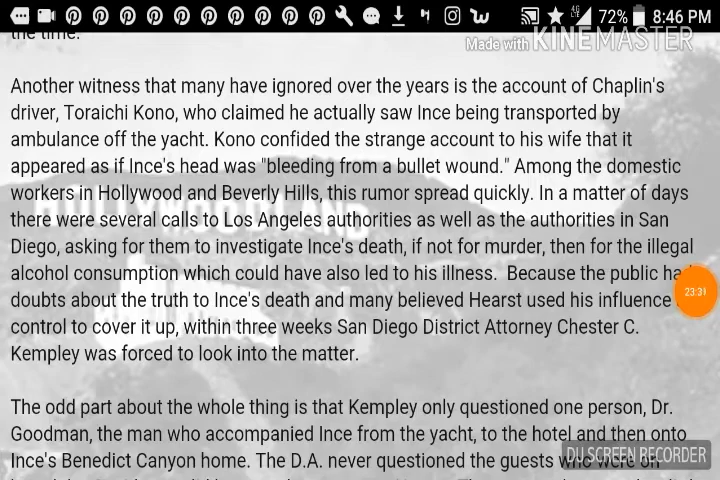 72% 8:46 PM
the time.
Made with KINEMASTER
Another witness that many have ignored over the years is the account of Chaplin's
driver, Toraichi Kono, who claimed he actually saw Ince being transported by
ambulance off the yacht. Kono confided the strange account to his wife that it
appeared as if Ince's head was "bleeding from a bullet wound." Among the domestic
workers in Hollywood and Beverly Hills, this rumor spread quickly. In a matter of days
there were several calls to Los Angeles authorities as well as the authorities in San
Diego, asking for them to investigate Ince's death, if not for murder, then for the illegal
alcohol consumption which could have also led to his illness. Because the public had
doubts about the truth to Ince's death and many believed Hearst used his influence
23:31
control to cover it up, within three weeks San Diego District Attorney Chester C.
Kempley was forced to look into the matter.
The odd part about the whole thing is that Kempley only questioned one person, Dr.
Goodman, the man who accompanied Ince from the yacht, to the hotel and then onto
Ince's Benedict Canyon home. The D.A. never questioned the guests who were on
DU SCREEN RECORDER